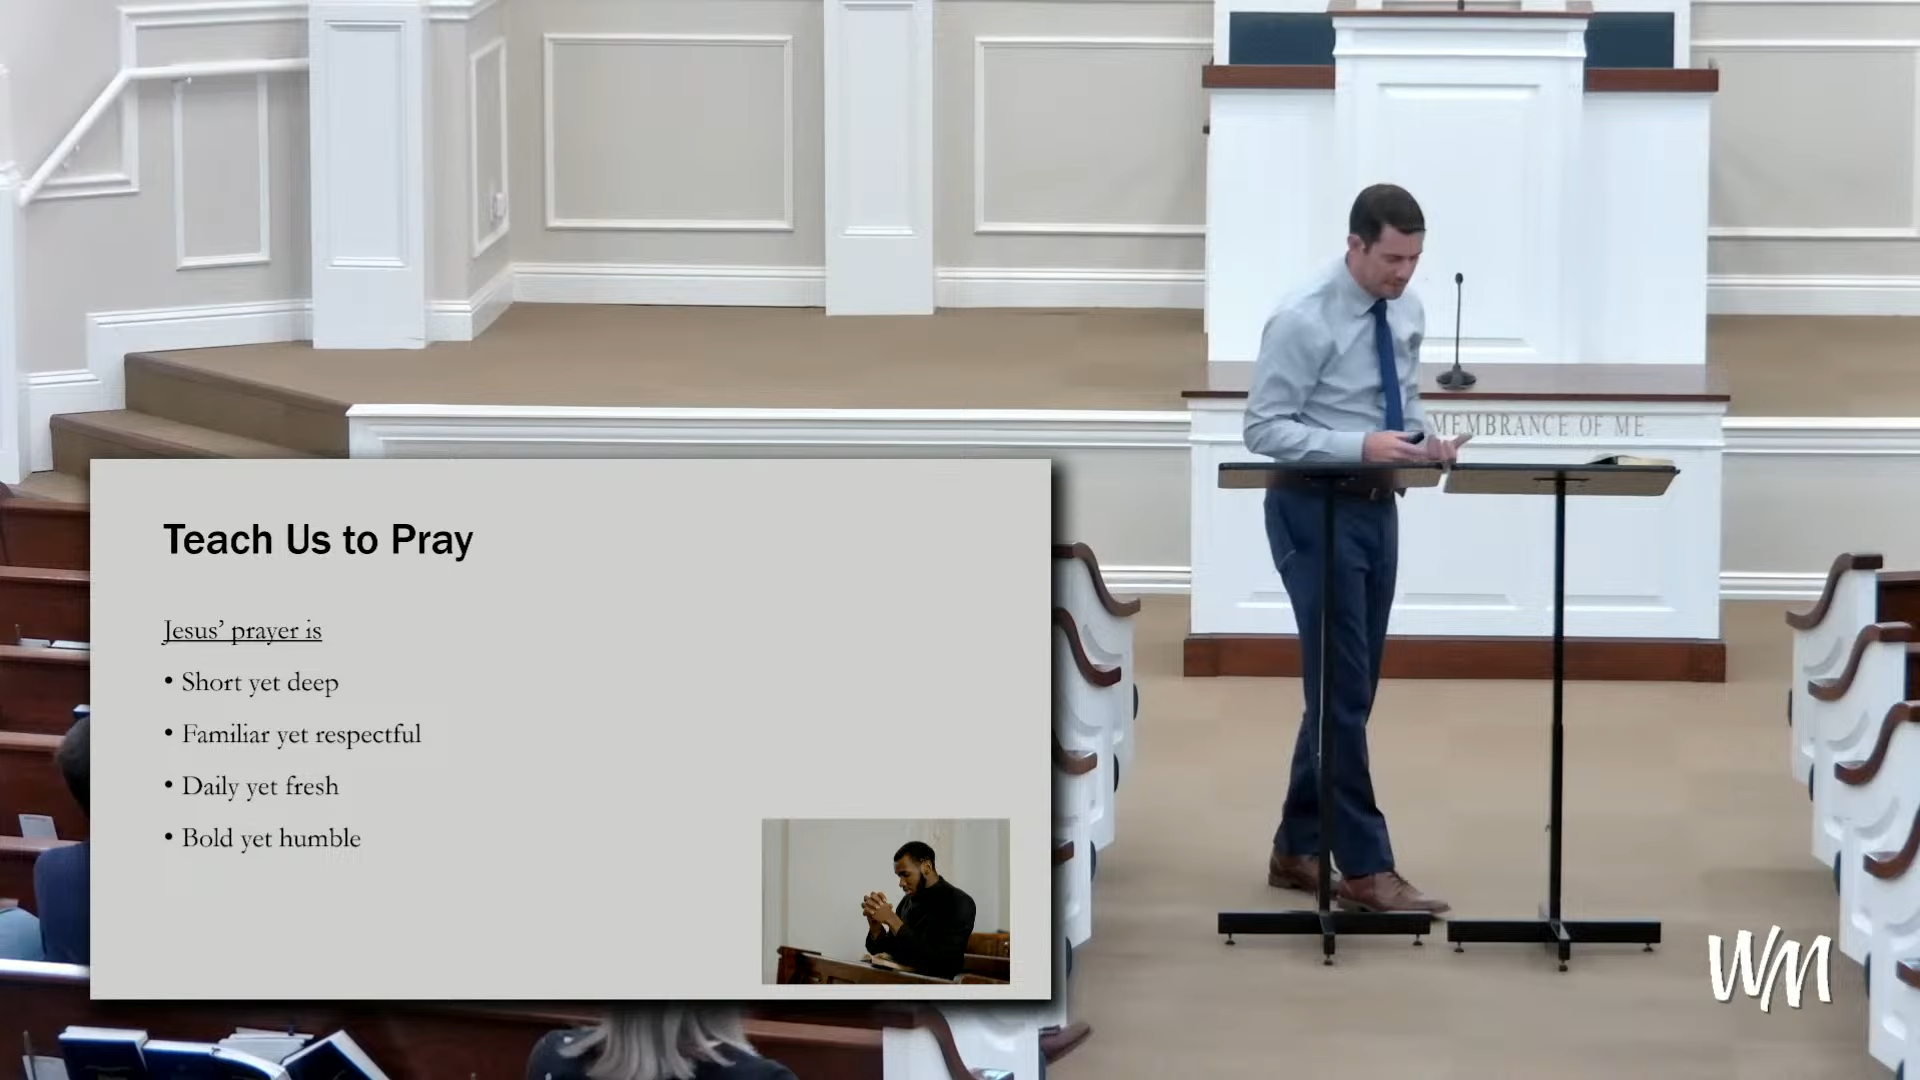 MEMBRANCE OF ME
Teach Us to Pray
Jesus’ prayer is
• Short yet deep
• Familiar yet respectful
• Daily yet fresh
• Bold yet humble
WM